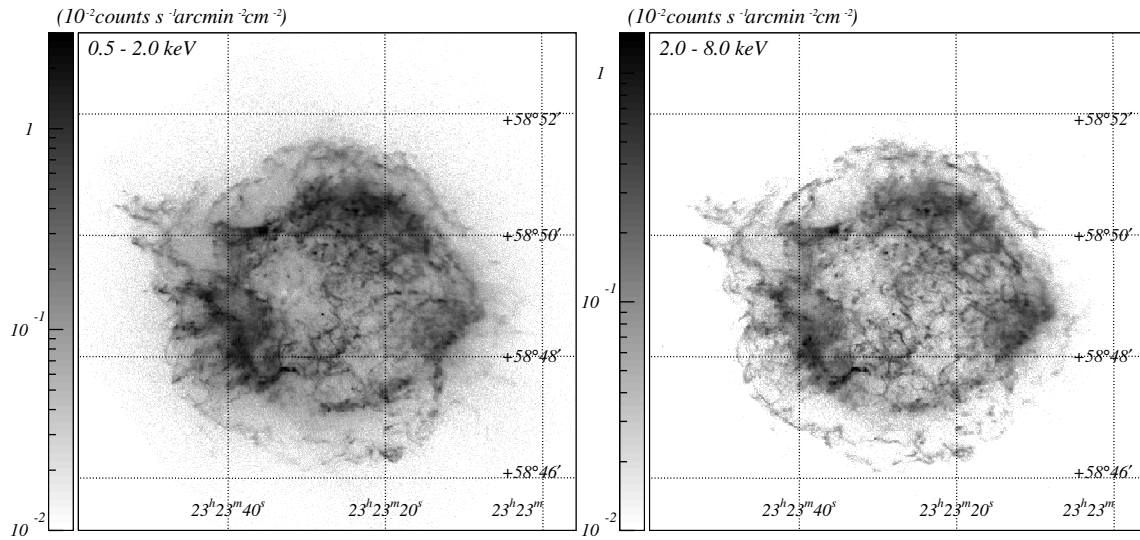 (10⁻²counts s⁻¹arcmin⁻²cm⁻²)
0.5 - 2.0 keV
1
10⁻¹
10⁻²
+58°52′
+58°50′
+58°48′
+58°46′
23ʰ23ᵐ40ˢ 23ʰ23ᵐ20ˢ 23ʰ23ᵐ
(10⁻²counts s⁻¹arcmin⁻²cm⁻²)
2.0 - 8.0 keV
1
10⁻¹
10⁻²
+58°52′
+58°50′
+58°48′
+58°46′
23ʰ23ᵐ40ˢ 23ʰ23ᵐ20ˢ 23ʰ23ᵐ